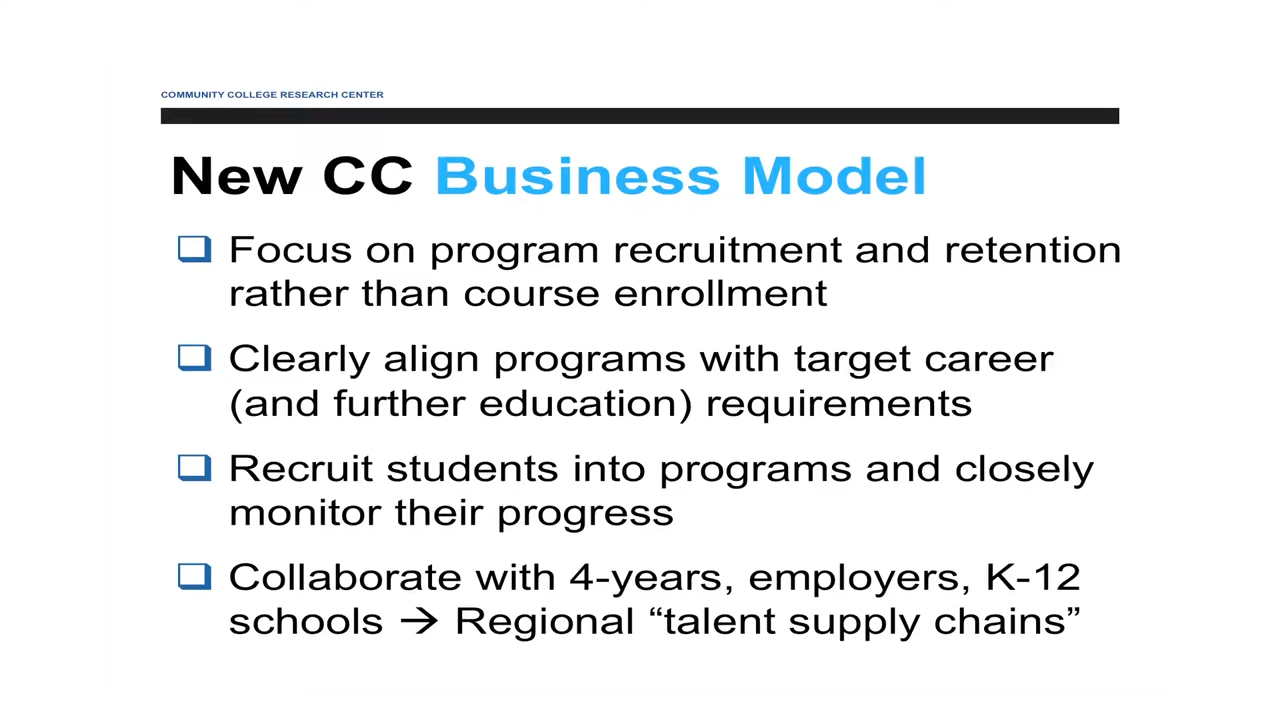 COMMUNITY COLLEGE RESEARCH CENTER
New CC Business Model
❑ Focus on program recruitment and retention
rather than course enrollment
❑ Clearly align programs with target career
(and further education) requirements
❑ Recruit students into programs and closely
monitor their progress
❑ Collaborate with 4-years, employers, K-12
schools → Regional “talent supply chains”